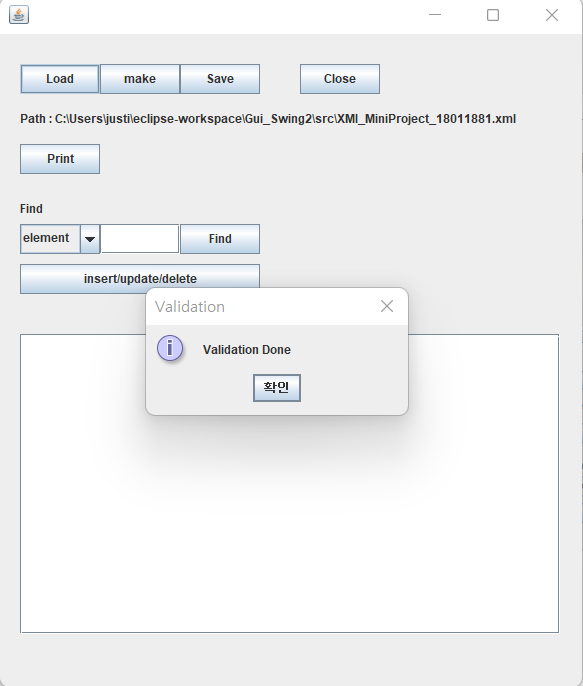 Load make Save Close
Path : C:\Users\justi\eclipse-workspace\Gui_Swing2\src\XMl_MiniProject_18011881.xml
Print
Find
element Find
insert/update/delete
Validation
Validation Done
확인